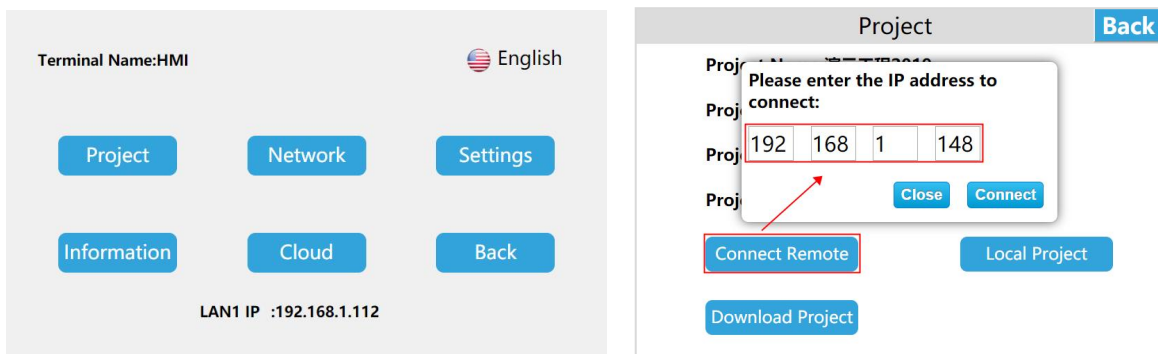 Terminal Name:HMI
English
Project
Network
Settings
Information
Cloud
Back
LAN1 IP :192.168.1.112
Project
Back
Please enter the IP address to
connect:
192 168 1 148
Close
Connect
Connect Remote
Local Project
Download Project